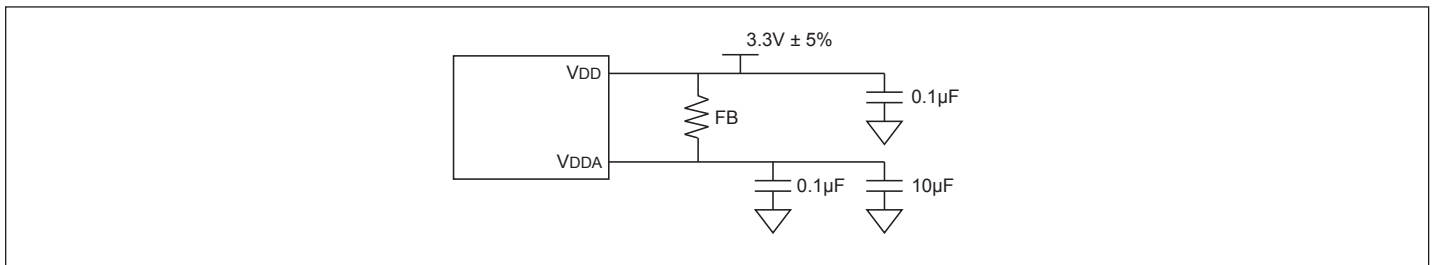 3.3V ± 5%
VDD
0.1µF
FB
VDDA
0.1µF
10µF